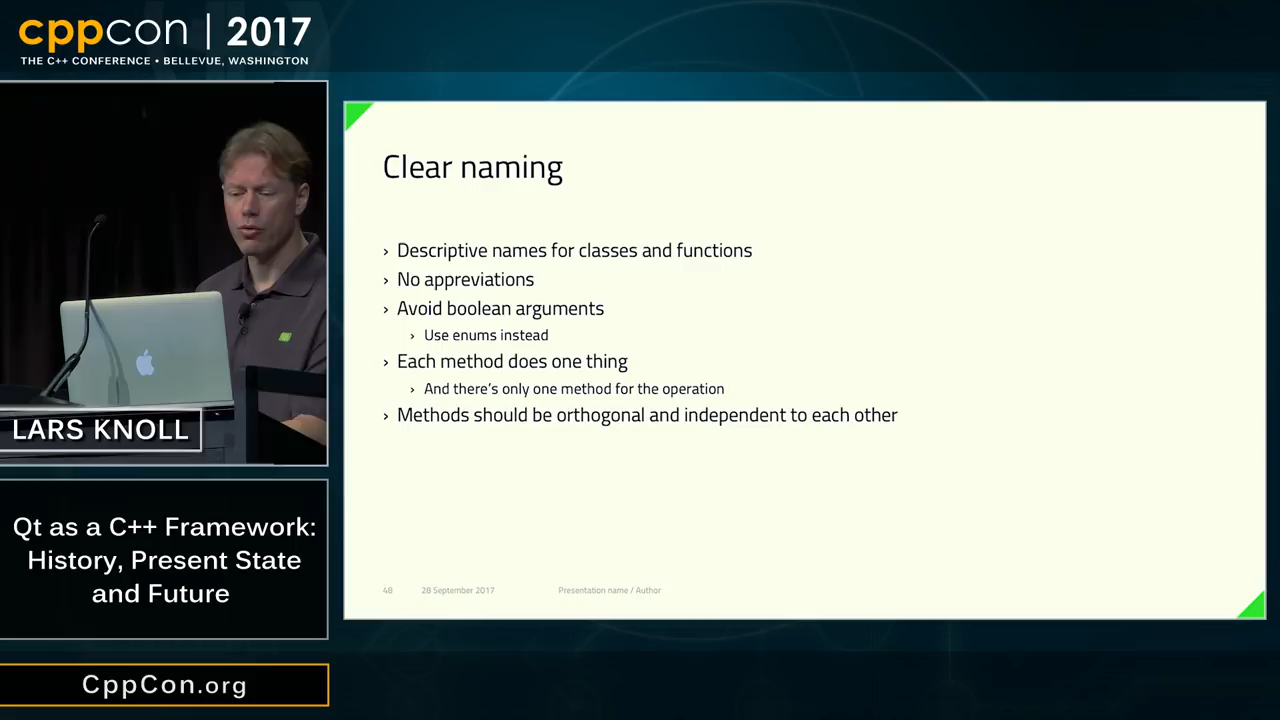 cppcon | 2017
THE C++ CONFERENCE • BELLEVUE, WASHINGTON
LARS KNOLL
Qt as a C++ Framework:
History, Present State
and Future
CppCon.org
Clear naming
› Descriptive names for classes and functions
› No appreviations
› Avoid boolean arguments
› Use enums instead
› Each method does one thing
› And there's only one method for the operation
› Methods should be orthogonal and independent to each other
48 28 September 2017 Presentation name / Author